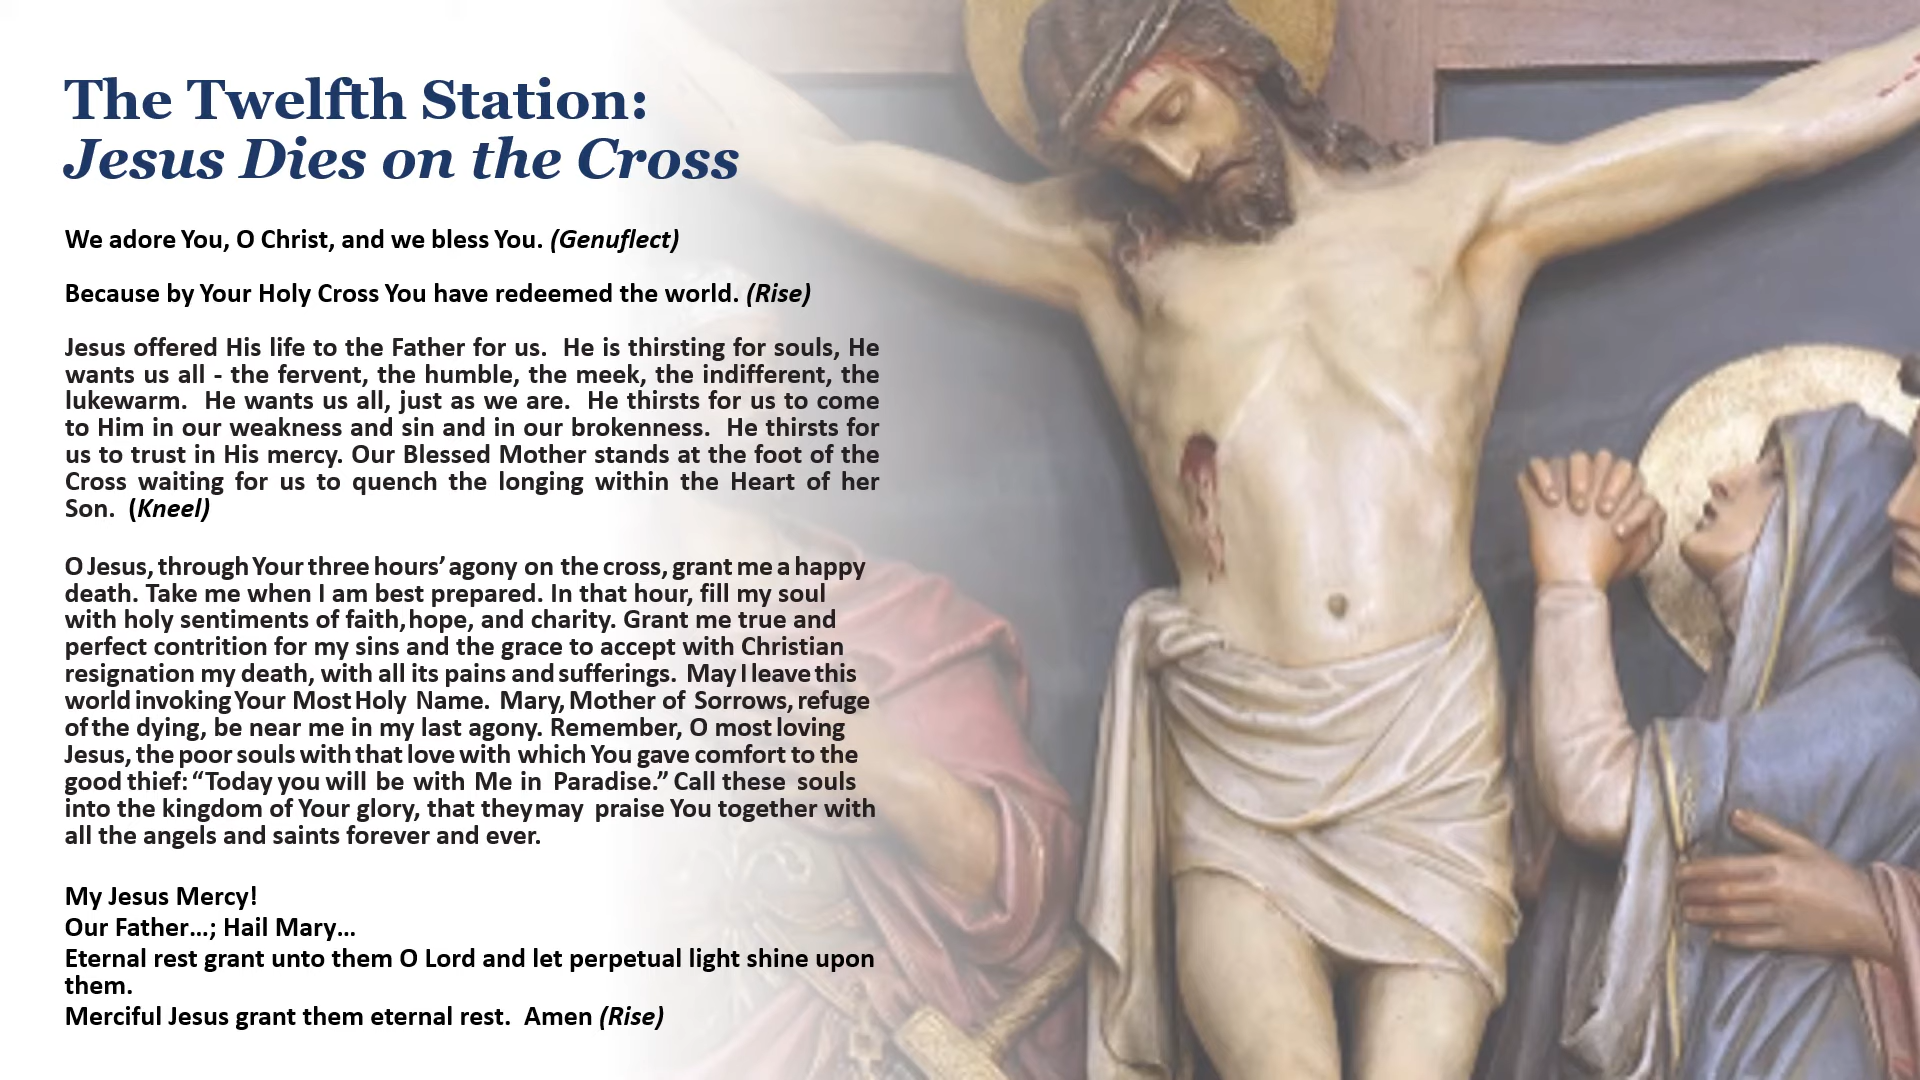 The Twelfth Station:
Jesus Dies on the Cross
We adore You, O Christ, and we bless You. (Genuflect)
Because by Your Holy Cross You have redeemed the world. (Rise)
Jesus offered His life to the Father for us. He is thirsting for souls, He
wants us all - the fervent, the humble, the meek, the indifferent, the
lukewarm. He wants us all, just as we are. He thirsts for us to come
to Him in our weakness and sin and in our brokenness. He thirsts for
us to trust in His mercy. Our Blessed Mother stands at the foot of the
Cross waiting for us to quench the longing within the Heart of her
Son. (Kneel)
O Jesus, through Your three hours’ agony on the cross, grant me a happy
death. Take me when I am best prepared. In that hour, fill my soul
with holy sentiments of faith, hope, and charity. Grant me true and
perfect contrition for my sins and the grace to accept with Christian
resignation my death, with all its pains and sufferings. May I leave this
world invoking Your Most Holy Name. Mary, Mother of Sorrows, refuge
of the dying, be near me in my last agony. Remember, O most loving
Jesus, the poor souls with that love with which You gave comfort to the
good thief: “Today you will be with Me in Paradise.” Call these souls
into the kingdom of Your glory, that they may praise You together with
all the angels and saints forever and ever.
My Jesus Mercy!
Our Father…; Hail Mary…
Eternal rest grant unto them O Lord and let perpetual light shine upon
them.
Merciful Jesus grant them eternal rest. Amen (Rise)